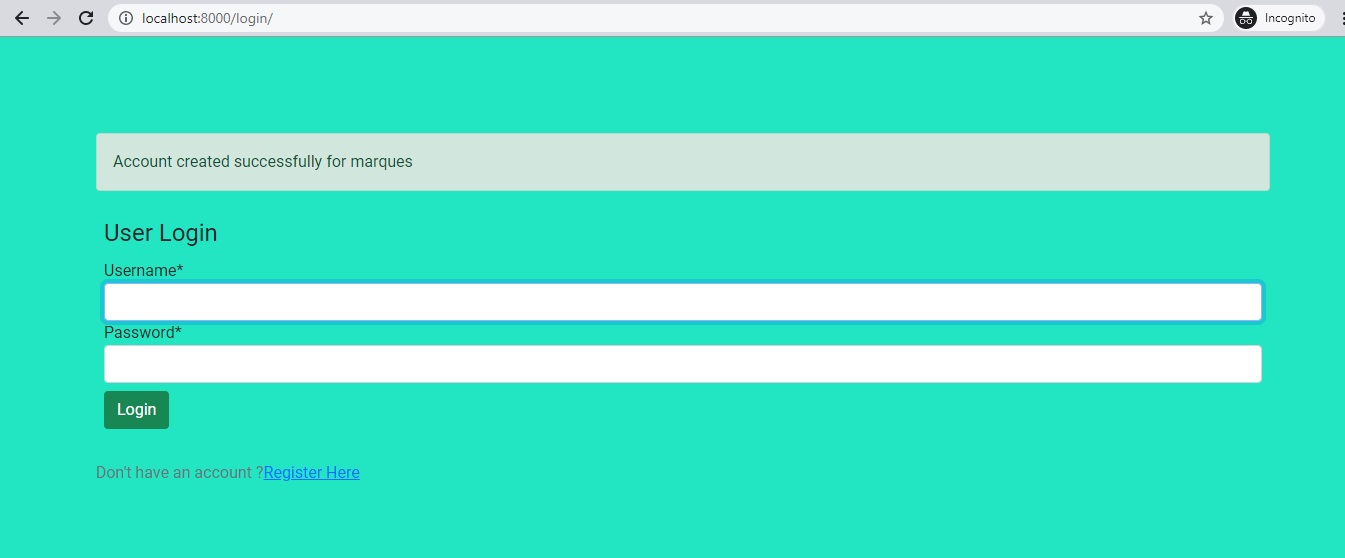 localhost:8000/login/
Incognito
Account created successfully for marques
User Login
Username*
Password*
Login
Don't have an account ?Register Here